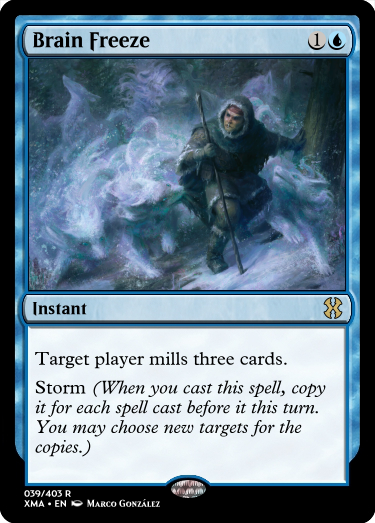 Brain Freeze 1
Instant
Target player mills three cards.
Storm (When you cast this spell, copy
it for each spell cast before it this turn.
You may choose new targets for the
copies.)
039/403 R
XMA • EN Marco González